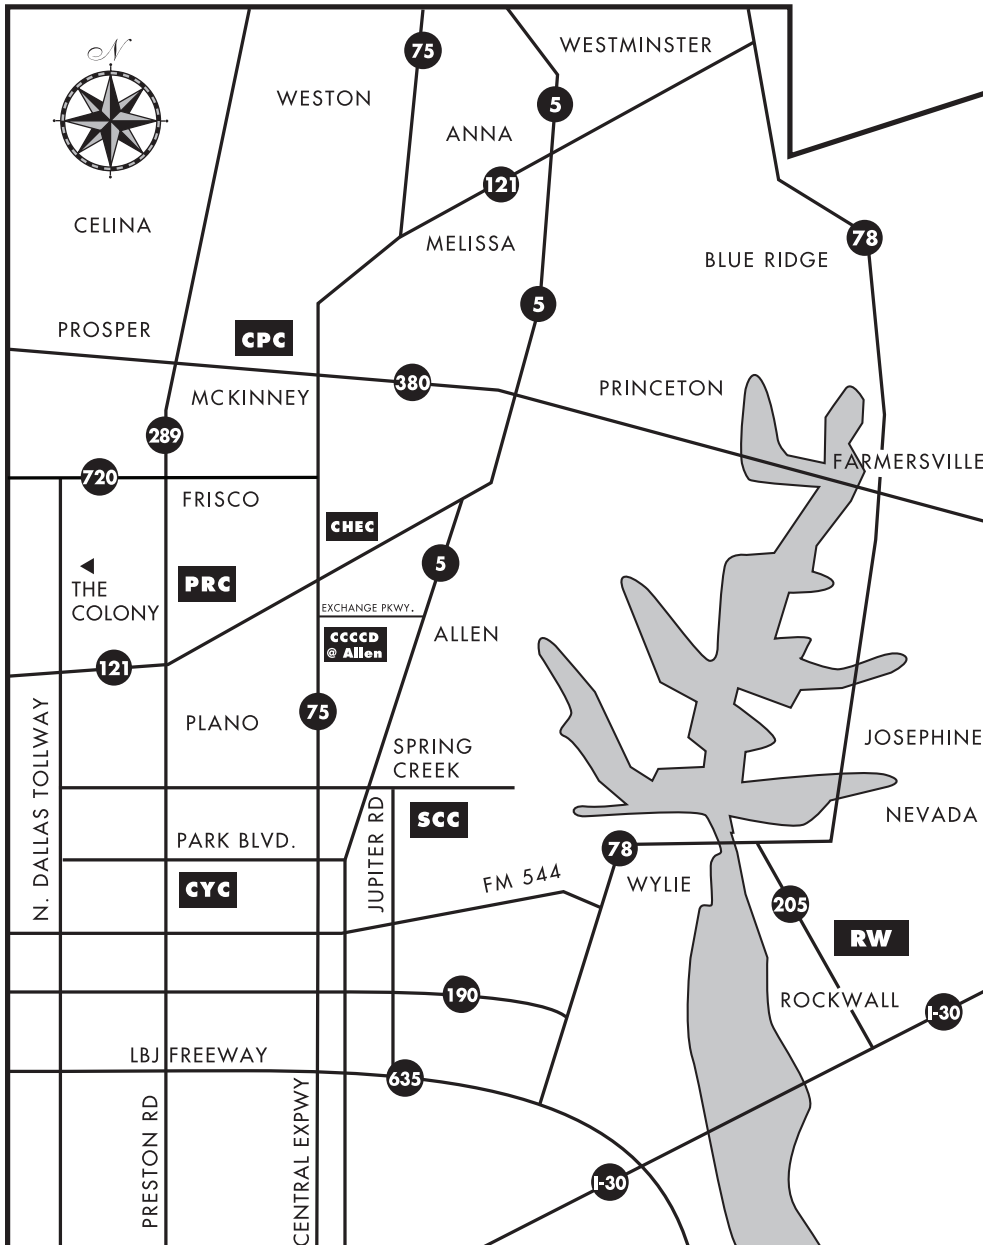 N
75
WESTMINSTER
WESTON
5
ANNA
121
CELINA
MELISSA
78
BLUE RIDGE
5
PROSPER
CPC
380
PRINCETON
MCKINNEY
289
FARMERSVILLE
720
FRISCO
CHEC
5
THE
COLONY
PRC
EXCHANGE PKWY.
CCCCD
@ Allen
ALLEN
121
75
PLANO
N. DALLAS TOLLWAY
SPRING
CREEK
JOSEPHINE
SCC
NEVADA
PARK BLVD.
JUPITER RD
78
CYC
FM 544
WYLIE
205
RW
190
ROCKWALL
I-30
LBJ FREEWAY
635
PRESTON RD
CENTRAL EXPWY
I-30